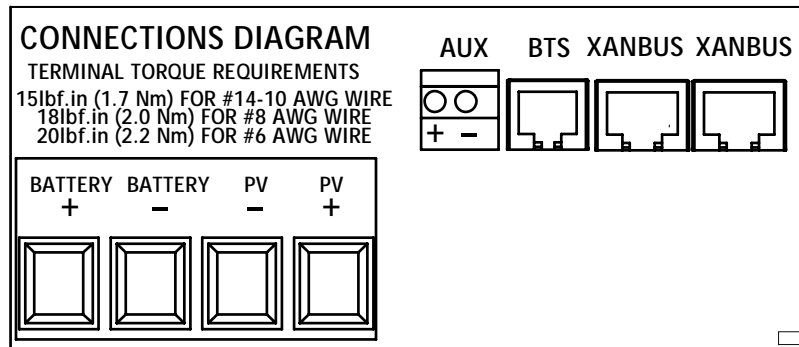 CONNECTIONS DIAGRAM
TERMINAL TORQUE REQUIREMENTS
15lbf.in (1.7 Nm) FOR #14-10 AWG WIRE
18lbf.in (2.0 Nm) FOR #8 AWG WIRE
20lbf.in (2.2 Nm) FOR #6 AWG WIRE
BATTERY BATTERY PV PV
+ – – +
AUX BTS XANBUS XANBUS
+ –